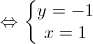 ⇔ { y = −1
x = 1